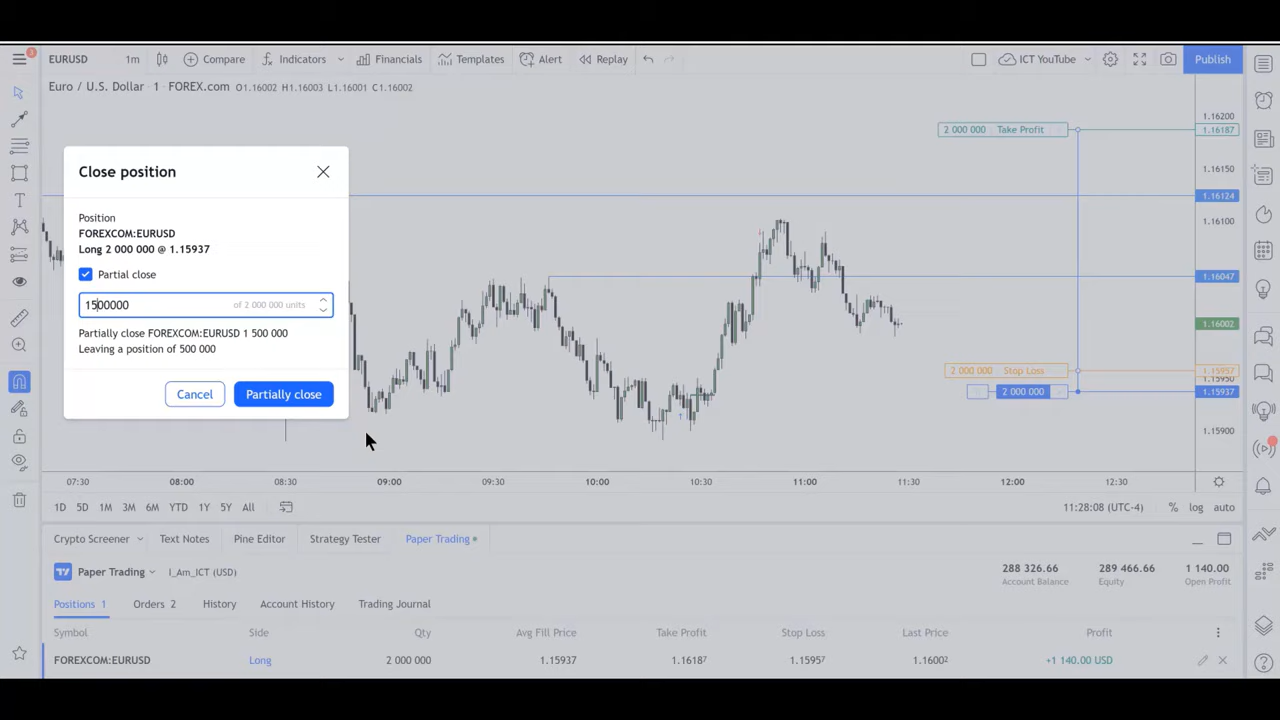 3
EURUSD 1m Compare Indicators Financials Templates Alert Replay ICT YouTube Publish
Euro / U.S. Dollar · 1 · FOREX.com O1.16002 H1.16003 L1.16001 C1.16002
1.16200
2 000 000 Take Profit 1.16187
1.16150
1.16124
1.16100
1.16047
1.16002
2 000 000 Stop Loss 1.15957
1.15950
2 000 000 1.15937
1.15900
Close position
Position
FOREXCOM:EURUSD
Long 2 000 000 @ 1.15937
Partial close
1500000 of 2 000 000 units
Partially close FOREXCOM:EURUSD 1 500 000
Leaving a position of 500 000
Cancel Partially close
07:30 08:00 08:30 09:00 09:30 10:00 10:30 11:00 11:30 12:00 12:30
1D 5D 1M 3M 6M YTD 1Y 5Y All 11:28:08 (UTC-4) % log auto
Crypto Screener Text Notes Pine Editor Strategy Tester Paper Trading
Paper Trading I_Am_ICT (USD)
288 326.66 289 466.66 1 140.00
Account Balance Equity Open Profit
Positions 1 Orders 2 History Account History Trading Journal
Symbol Side Qty Avg Fill Price Take Profit Stop Loss Last Price Profit
FOREXCOM:EURUSD Long 2 000 000 1.15937 1.16187 1.15957 1.16002 +1 140.00 USD